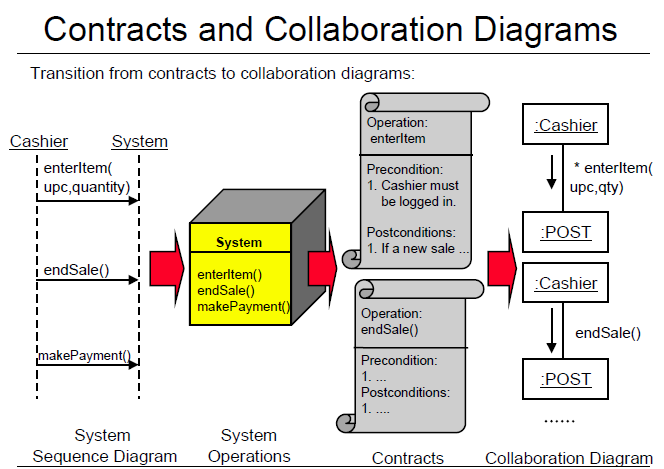 Contracts and Collaboration Diagrams
Transition from contracts to collaboration diagrams:
Cashier
System
enterItem(
upc,quantity)
endSale()
makePayment()
System
Sequence Diagram
System
enterItem()
endSale()
makePayment()
System
Operations
Operation:
enterItem
Precondition:
1. Cashier must
be logged in.
Postconditions:
1. If a new sale ...
Operation:
endSale()
Precondition:
1. ...
Postconditions:
1. ....
Contracts
:Cashier
* enterItem(
upc,qty)
:POST
:Cashier
endSale()
:POST
......
Collaboration Diagram